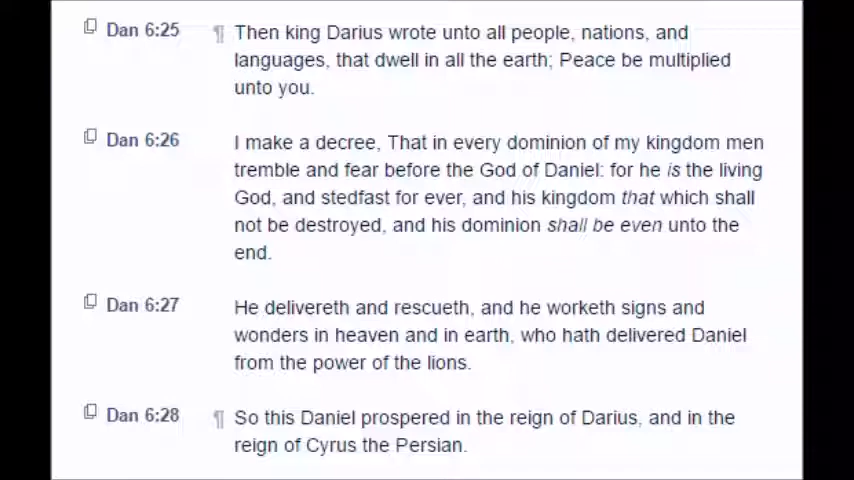 Dan 6:25 ¶ Then king Darius wrote unto all people, nations, and
languages, that dwell in all the earth; Peace be multiplied
unto you.
Dan 6:26 I make a decree, That in every dominion of my kingdom men
tremble and fear before the God of Daniel: for he is the living
God, and stedfast for ever, and his kingdom that which shall
not be destroyed, and his dominion shall be even unto the
end.
Dan 6:27 He delivereth and rescueth, and he worketh signs and
wonders in heaven and in earth, who hath delivered Daniel
from the power of the lions.
Dan 6:28 ¶ So this Daniel prospered in the reign of Darius, and in the
reign of Cyrus the Persian.